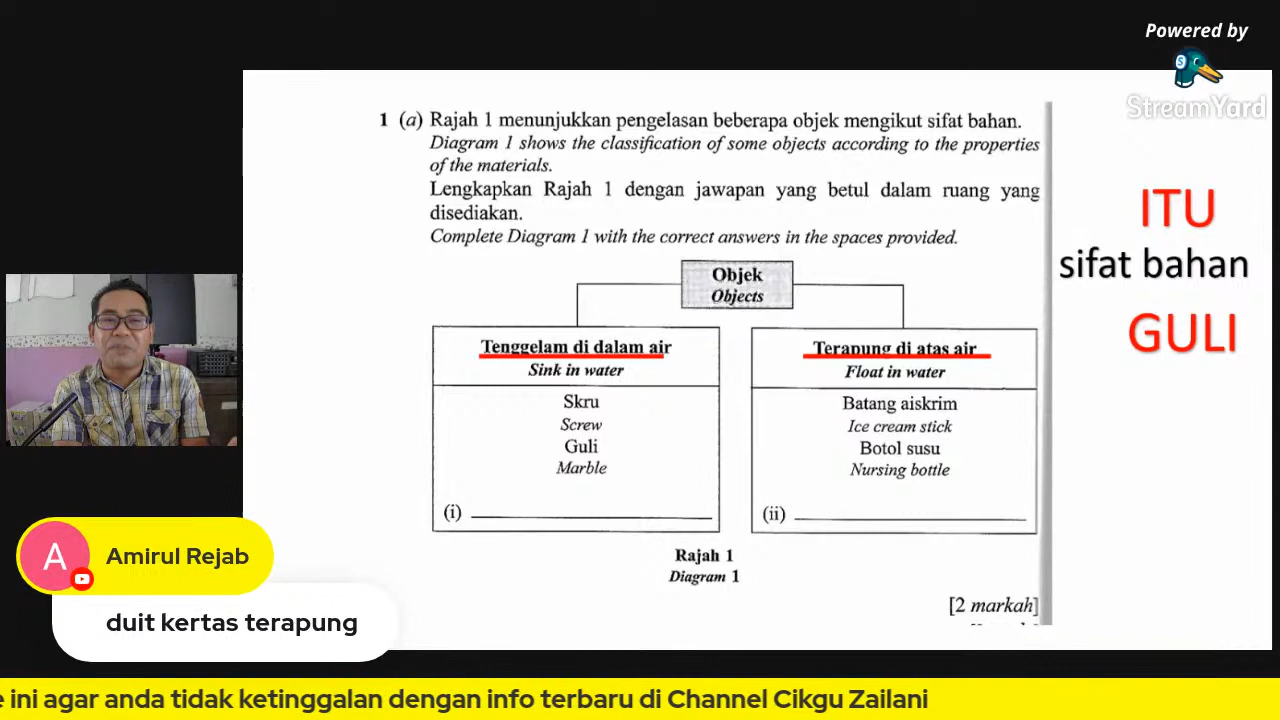 Powered by
StreamYard
1 (a) Rajah 1 menunjukkan pengelasan beberapa objek mengikut sifat bahan.
Diagram 1 shows the classification of some objects according to the properties
of the materials.
Lengkapkan Rajah 1 dengan jawapan yang betul dalam ruang yang
disediakan.
Complete Diagram 1 with the correct answers in the spaces provided.
Objek
Objects
Tenggelam di dalam air
Sink in water
Skru
Screw
Guli
Marble
(i)
Terapung di atas air
Float in water
Batang aiskrim
Ice cream stick
Botol susu
Nursing bottle
(ii)
Rajah 1
Diagram 1
[2 markah]
ITU
sifat bahan
GULI
A
Amirul Rejab
duit kertas terapung
ini agar anda tidak ketinggalan dengan info terbaru di Channel Cikgu Zailani